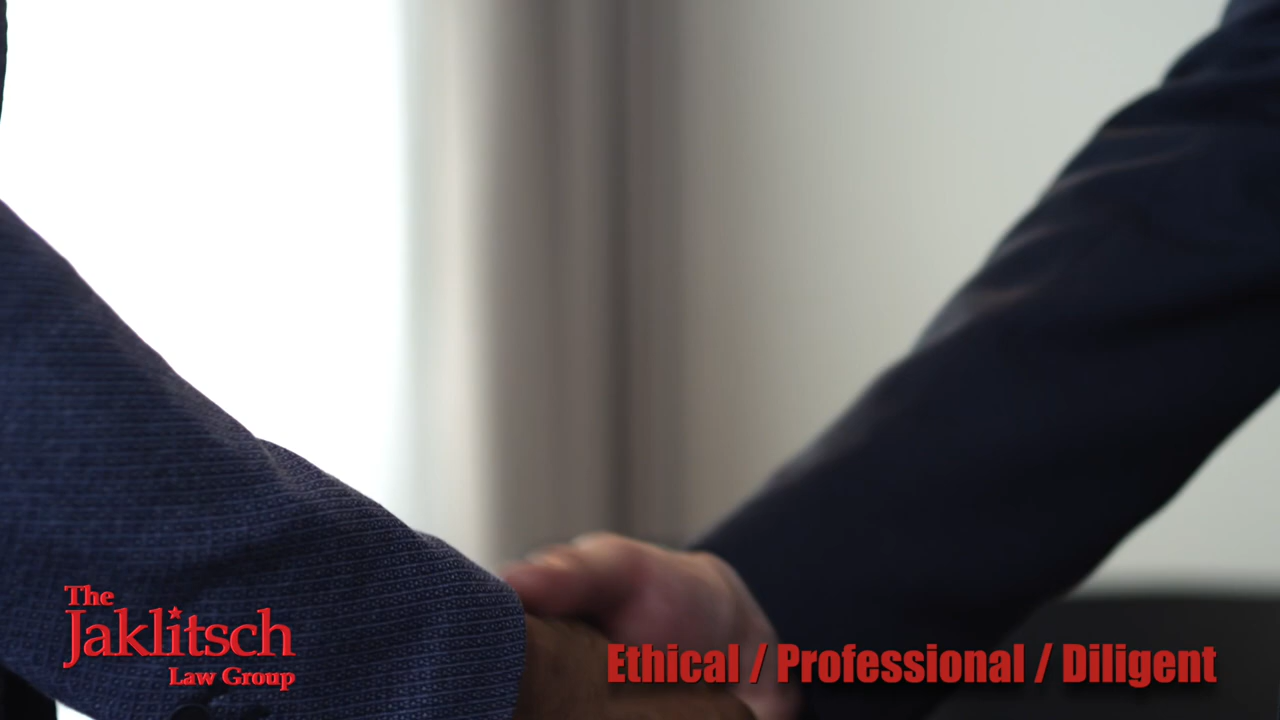 The
Jaklitsch
Law Group
Ethical / Professional / Diligent